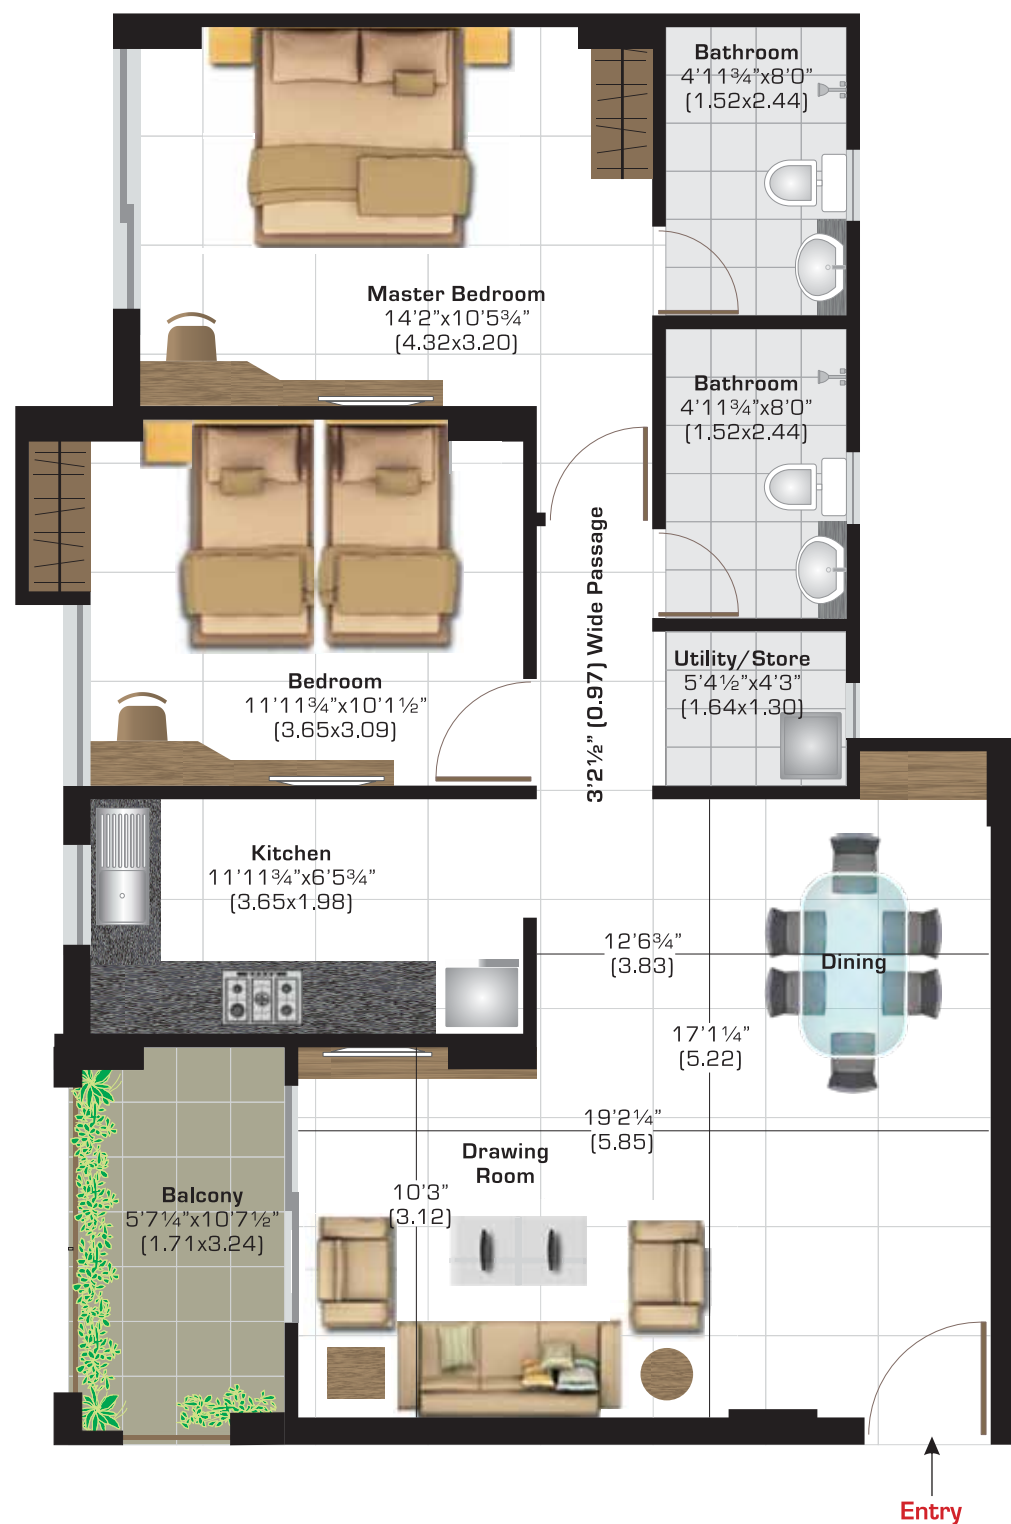 Bathroom
4'11¾"x8'0"
(1.52x2.44)
Master Bedroom
14'2"x10'5¾"
(4.32x3.20)
Bathroom
4'11¾"x8'0"
(1.52x2.44)
3'2½" (0.97) Wide Passage
Utility/Store
5'4½"x4'3"
(1.64x1.30)
Bedroom
11'11¾"x10'1½"
(3.65x3.09)
Kitchen
11'11¾"x6'5¾"
(3.65x1.98)
12'6¾"
(3.83)
Dining
17'1¼"
(5.22)
19'2¼"
(5.85)
Drawing
Room
10'3"
(3.12)
Balcony
5'7¼"x10'7½"
(1.71x3.24)
Entry